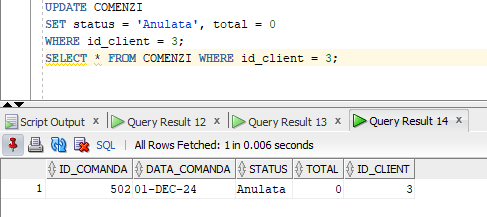 UPDATE COMENZI
SET status = 'Anulata', total = 0
WHERE id_client = 3;
SELECT * FROM COMENZI WHERE id_client = 3;
Script Output x Query Result 12 x Query Result 13 x Query Result 14 x
SQL | All Rows Fetched: 1 in 0.006 seconds
ID_COMANDA DATA_COMANDA STATUS TOTAL ID_CLIENT
1 502 01-DEC-24 Anulata 0 3